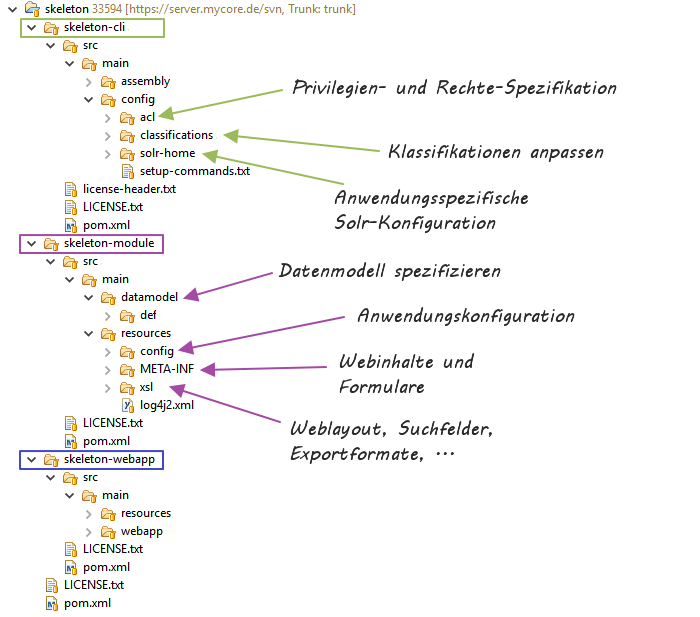 skeleton 33594 [https://server.mycore.de/svn, Trunk: trunk]
skeleton-cli
src
main
assembly
config
Privilegien- und Rechte-Spezifikation
acl
classifications
Klassifikationen anpassen
solr-home
setup-commands.txt
license-header.txt
Anwendungsspezifische
LICENSE.txt
Solr-Konfiguration
pom.xml
skeleton-module
src
Datenmodell spezifizieren
main
datamodel
def
Anwendungskonfiguration
resources
config
META-INF
Webinhalte und
Formulare
xsl
log4j2.xml
LICENSE.txt
Weblayout, Suchfelder,
pom.xml
Exportformate, ...
skeleton-webapp
src
main
resources
webapp
LICENSE.txt
pom.xml
LICENSE.txt
pom.xml